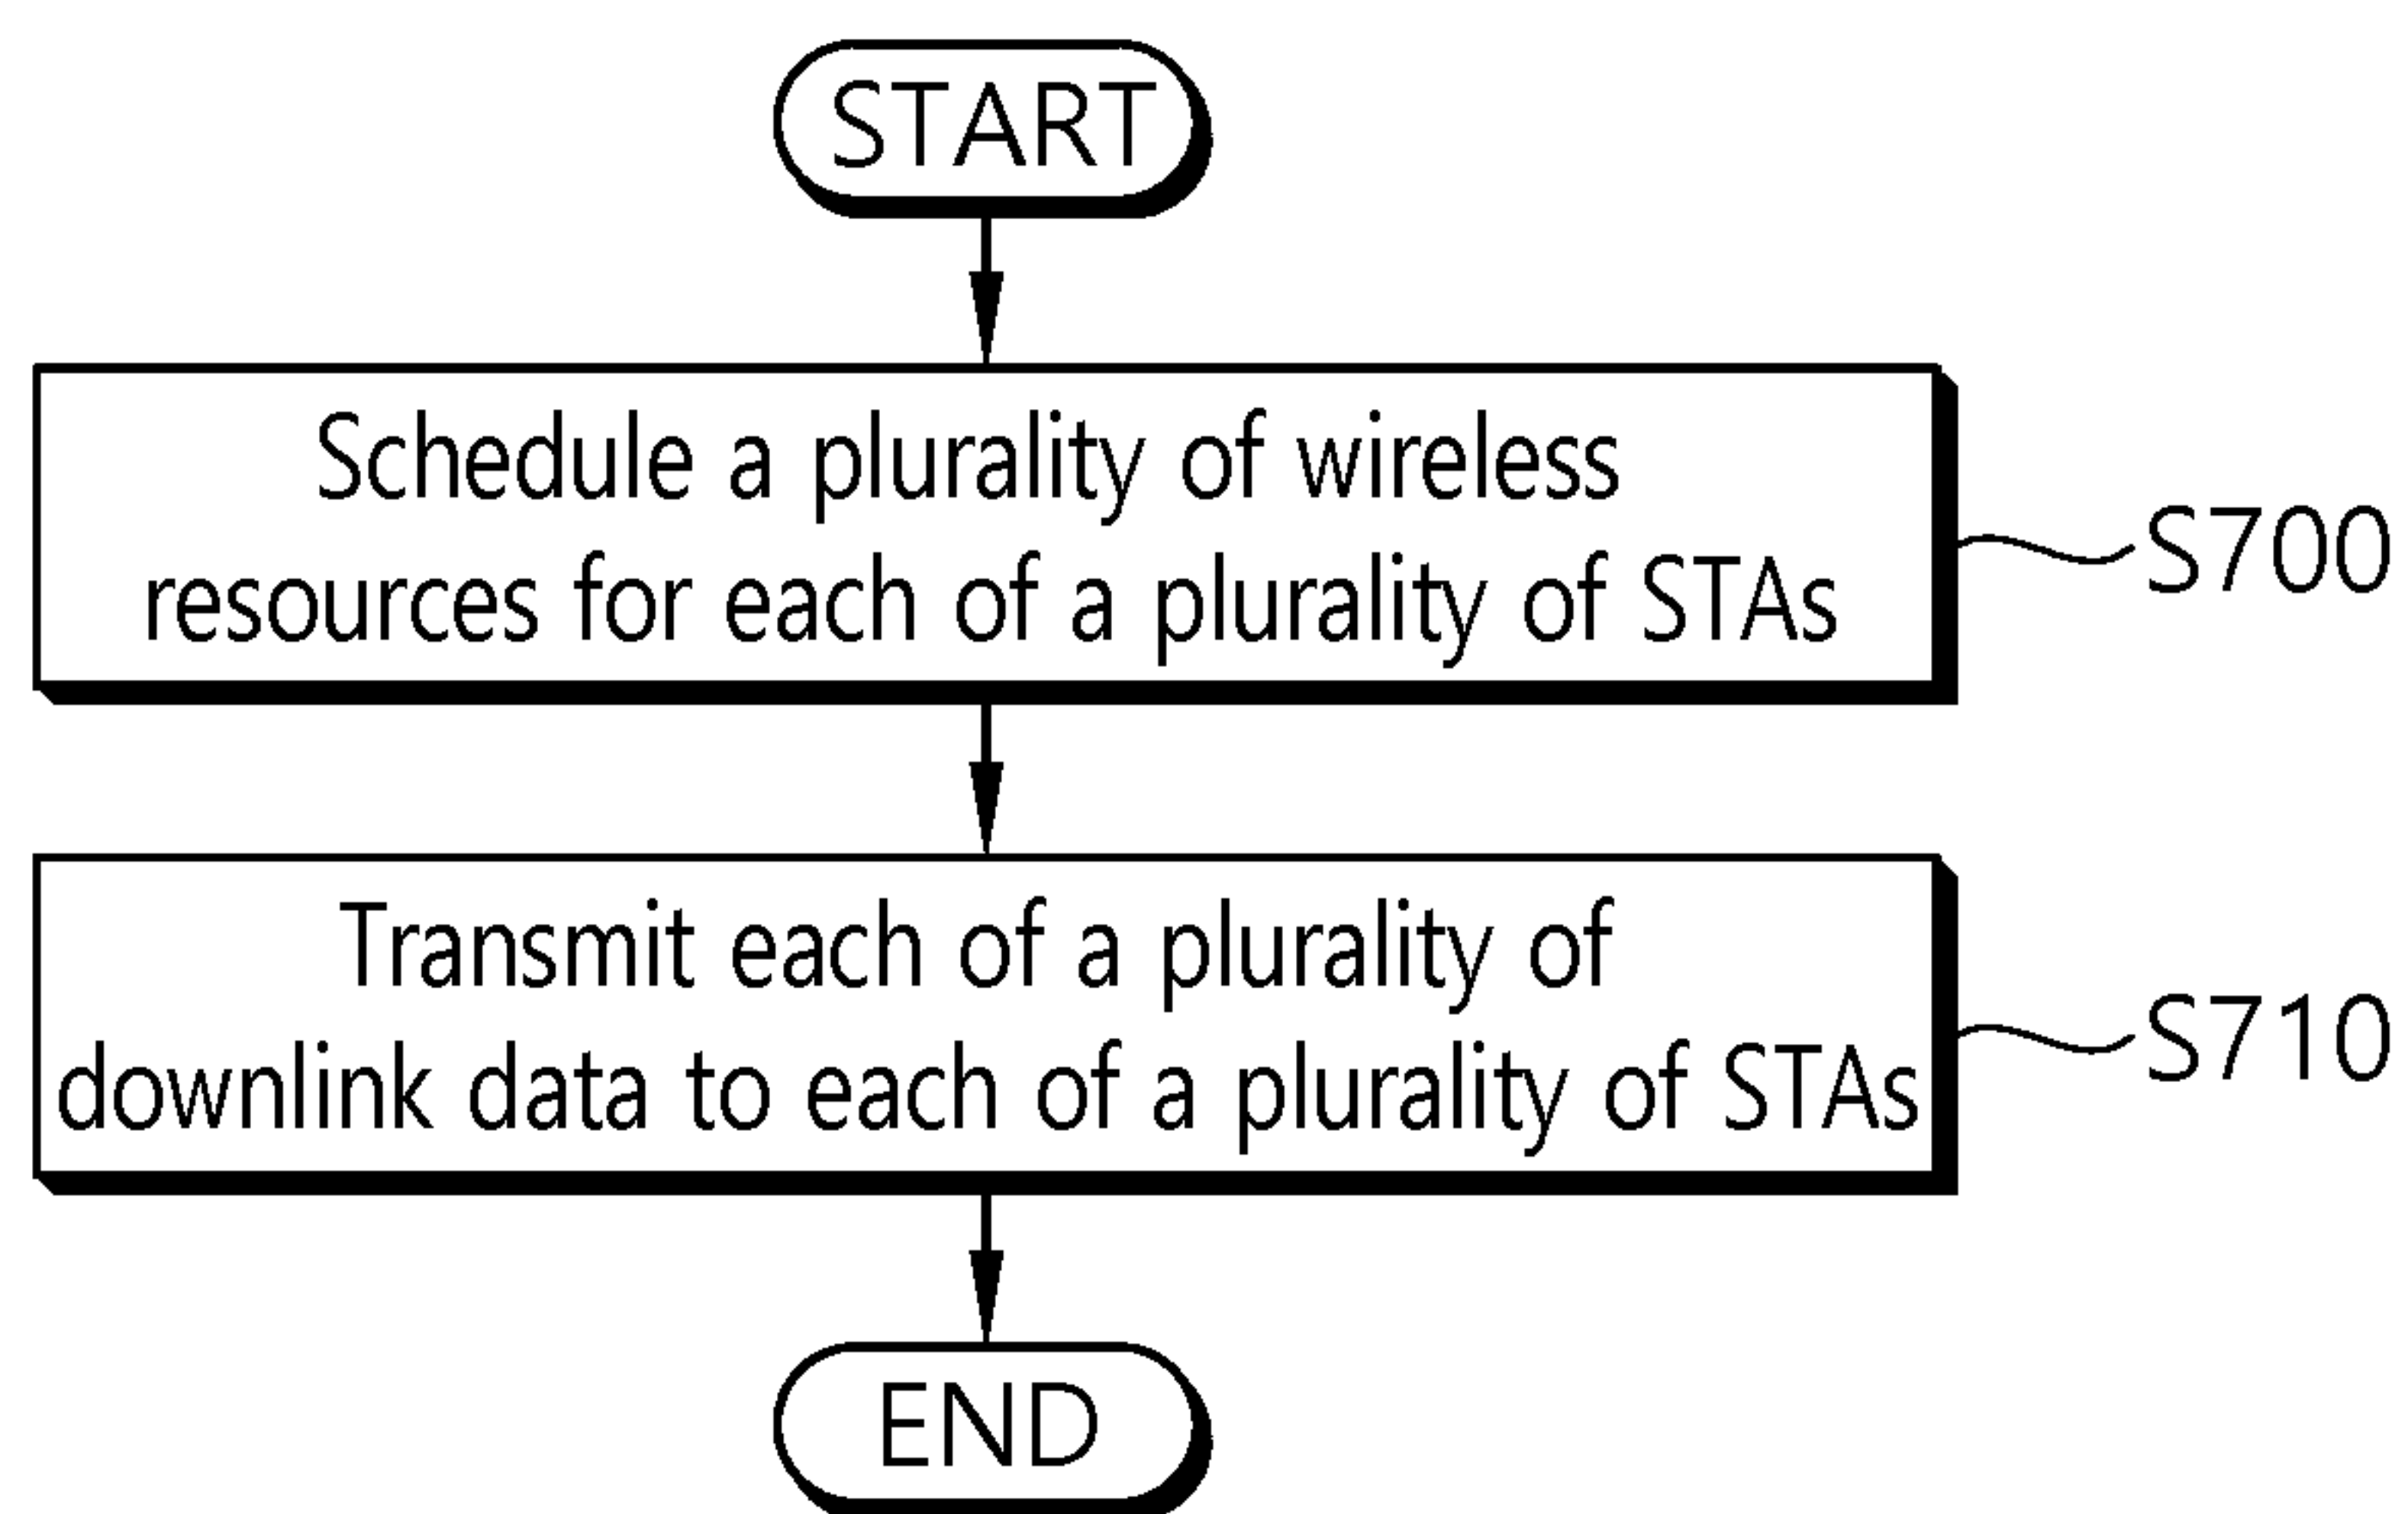 START
Schedule a plurality of wireless
resources for each of a plurality of STAs
S700
Transmit each of a plurality of
downlink data to each of a plurality of STAs
S710
END